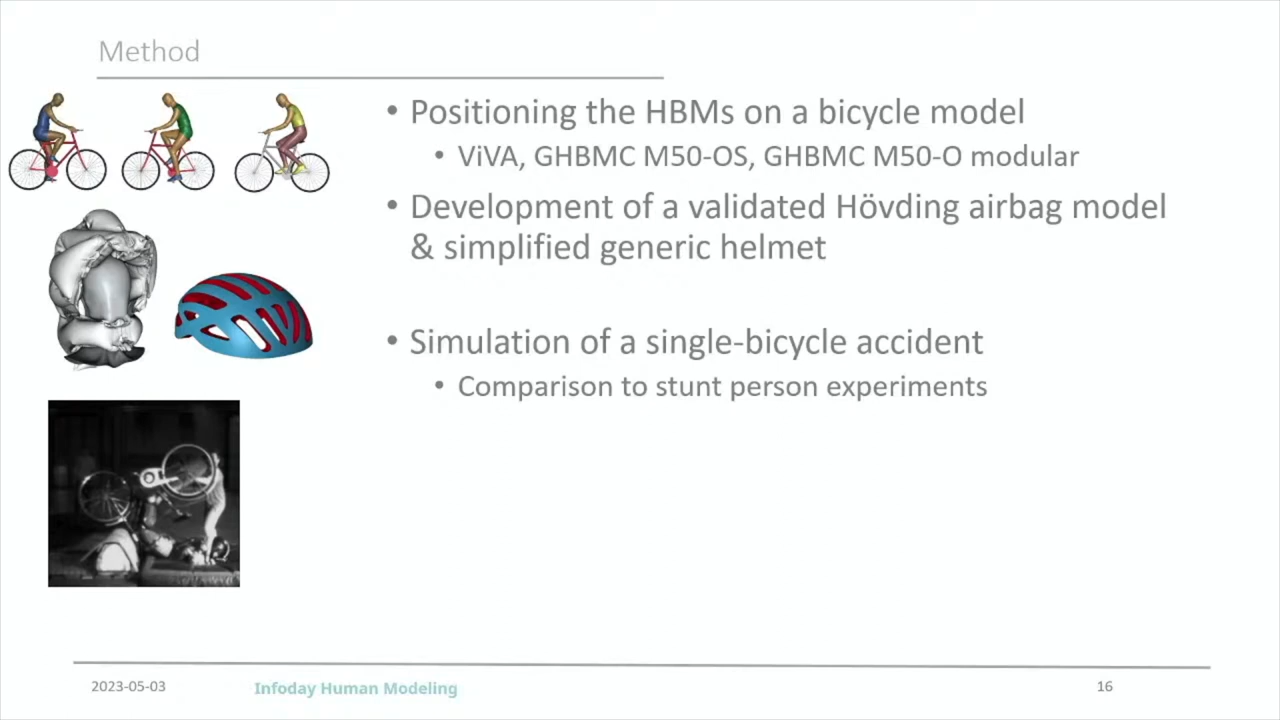 Method
• Positioning the HBMs on a bicycle model
• ViVA, GHBMC M50-OS, GHBMC M50-O modular
• Development of a validated Hövding airbag model
& simplified generic helmet
• Simulation of a single-bicycle accident
• Comparison to stunt person experiments
2023-05-03
Infoday Human Modeling
16